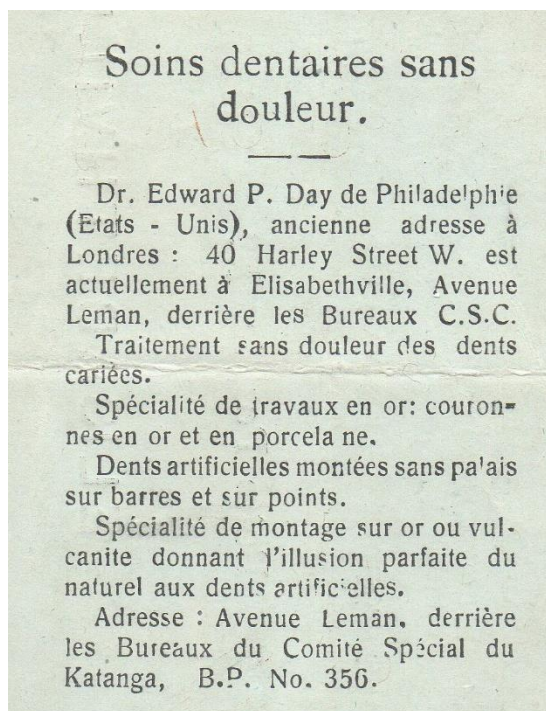 Soins dentaires sans
douleur.
Dr. Edward P. Day de Philadelphie
(Etats - Unis), ancienne adresse à
Londres : 40 Harley Street W. est
actuellement à Elisabethville, Avenue
Leman, derrière les Bureaux C.S.C.
Traitement sans douleur des dents
cariées.
Spécialité de travaux en or: couron-
nes en or et en porcela ne.
Dents artificielles montées sans palais
sur barres et sur points.
Spécialité de montage sur or ou vul-
canite donnant l'illusion parfaite du
naturel aux dents artificielles.
Adresse : Avenue Leman, derrière
les Bureaux du Comité Spécial du
Katanga, B.P. No. 356.